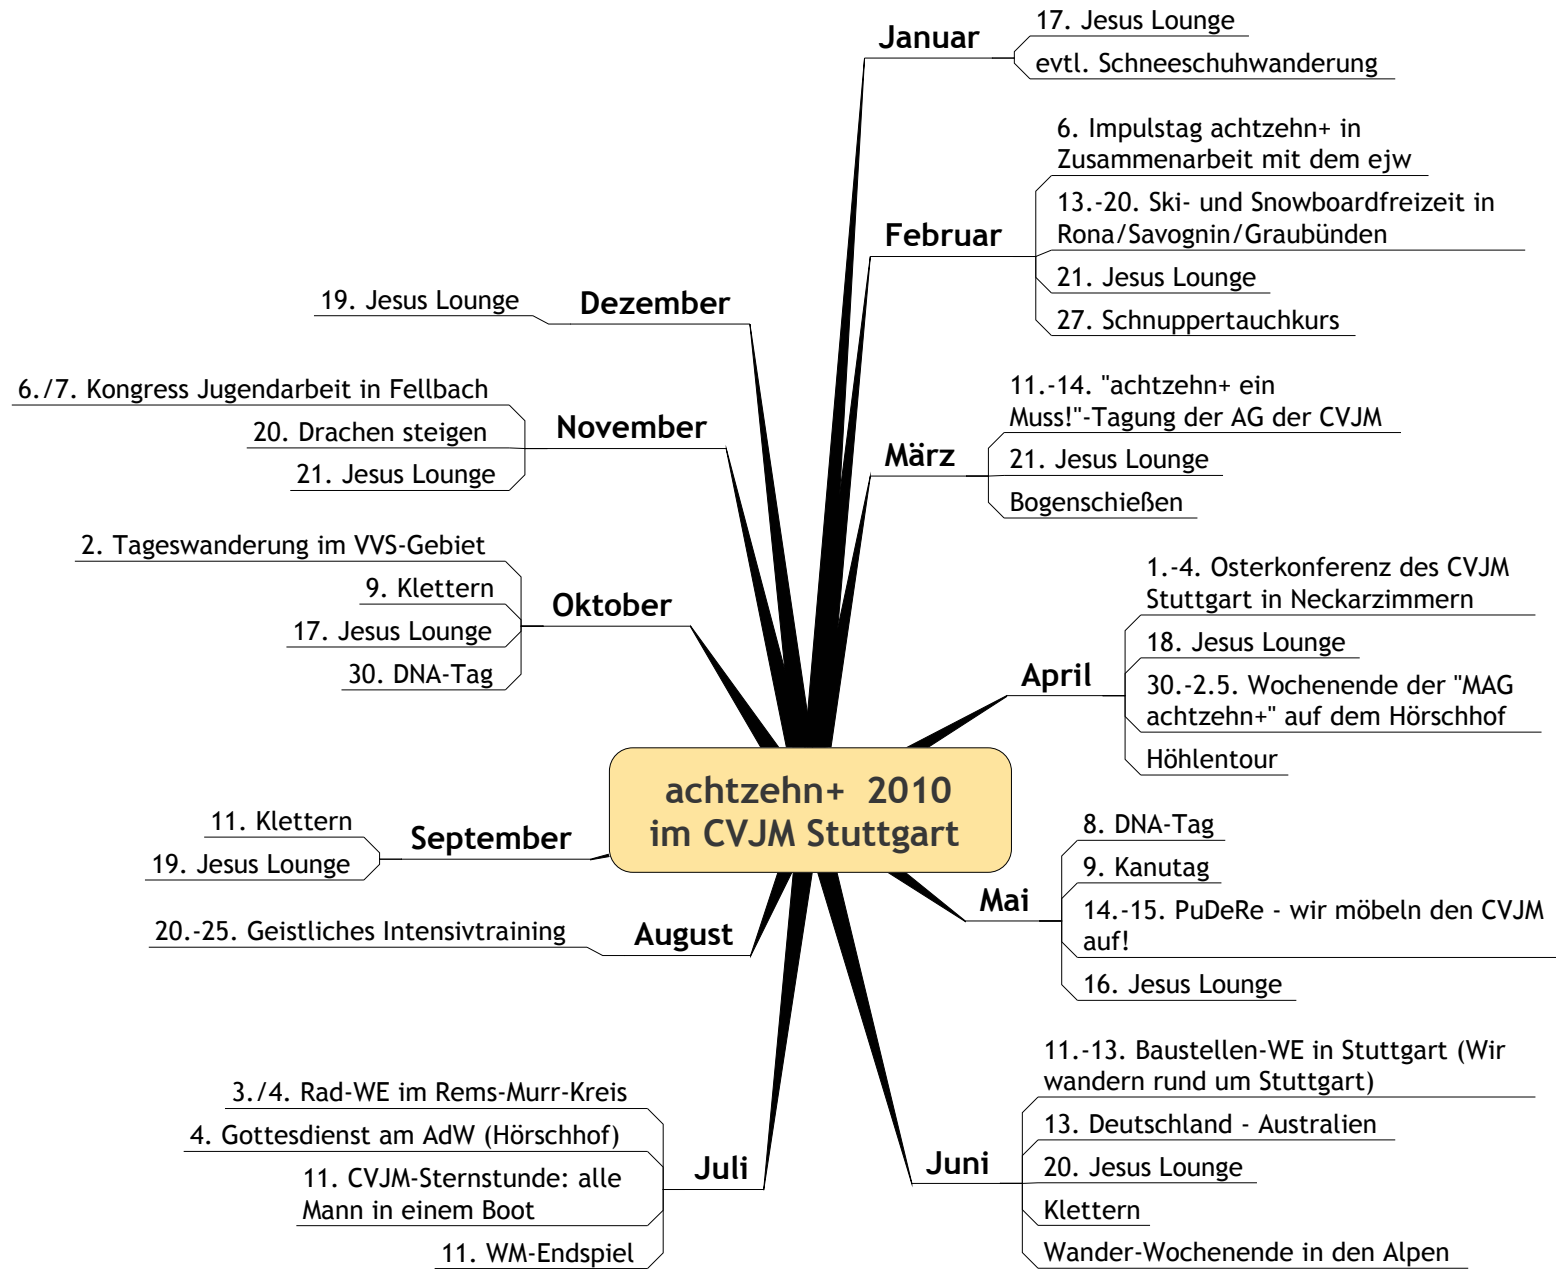 achtzehn+  2010
im CVJM Stuttgart
Januar
17. Jesus Lounge
evtl. Schneeschuhwanderung
Februar
6. Impulstag achtzehn+ in
Zusammenarbeit mit dem ejw
13.-20. Ski- und Snowboardfreizeit in
Rona/Savognin/Graubünden
21. Jesus Lounge
27. Schnuppertauchkurs
März
11.-14. "achtzehn+ ein
Muss!"-Tagung der AG der CVJM
21. Jesus Lounge
Bogenschießen
April
1.-4. Osterkonferenz des CVJM
Stuttgart in Neckarzimmern
18. Jesus Lounge
30.-2.5. Wochenende der "MAG
achtzehn+" auf dem Hörschhof
Höhlentour
Mai
8. DNA-Tag
9. Kanutag
14.-15. PuDeRe - wir möbeln den CVJM
auf!
16. Jesus Lounge
Juni
11.-13. Baustellen-WE in Stuttgart (Wir
wandern rund um Stuttgart)
13. Deutschland - Australien
20. Jesus Lounge
Klettern
Wander-Wochenende in den Alpen
Juli
3./4. Rad-WE im Rems-Murr-Kreis
4. Gottesdienst am AdW (Hörschhof)
11. CVJM-Sternstunde: alle
Mann in einem Boot
11. WM-Endspiel
August
20.-25. Geistliches Intensivtraining
September
11. Klettern
19. Jesus Lounge
Oktober
2. Tageswanderung im VVS-Gebiet
9. Klettern
17. Jesus Lounge
30. DNA-Tag
November
6./7. Kongress Jugendarbeit in Fellbach
20. Drachen steigen
21. Jesus Lounge
Dezember
19. Jesus Lounge